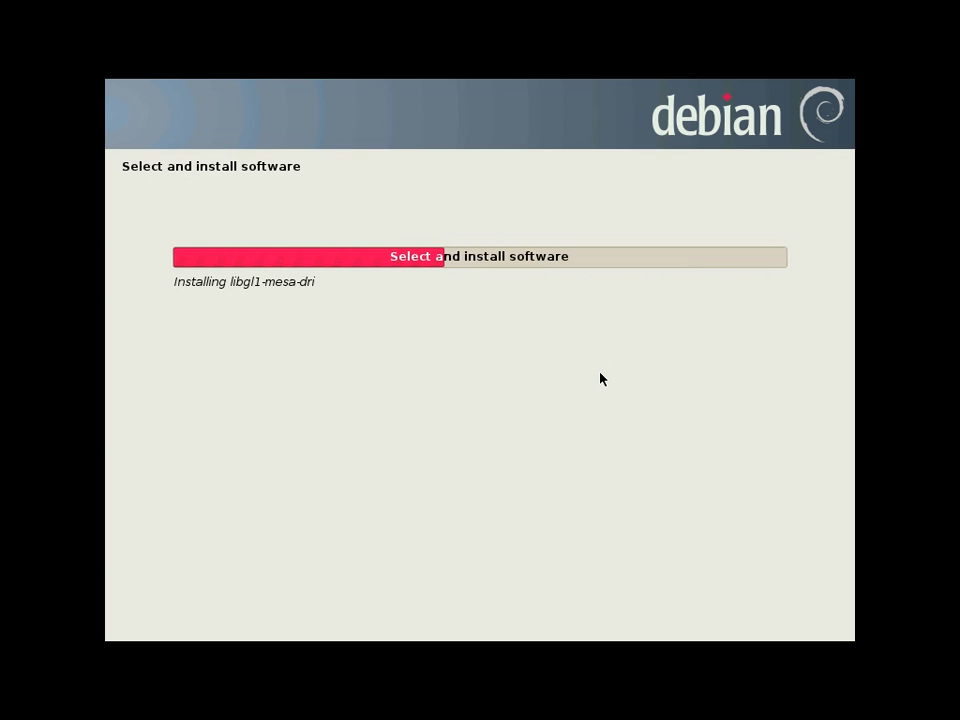 debian
Select and install software
Select and install software
Installing libgl1-mesa-dri